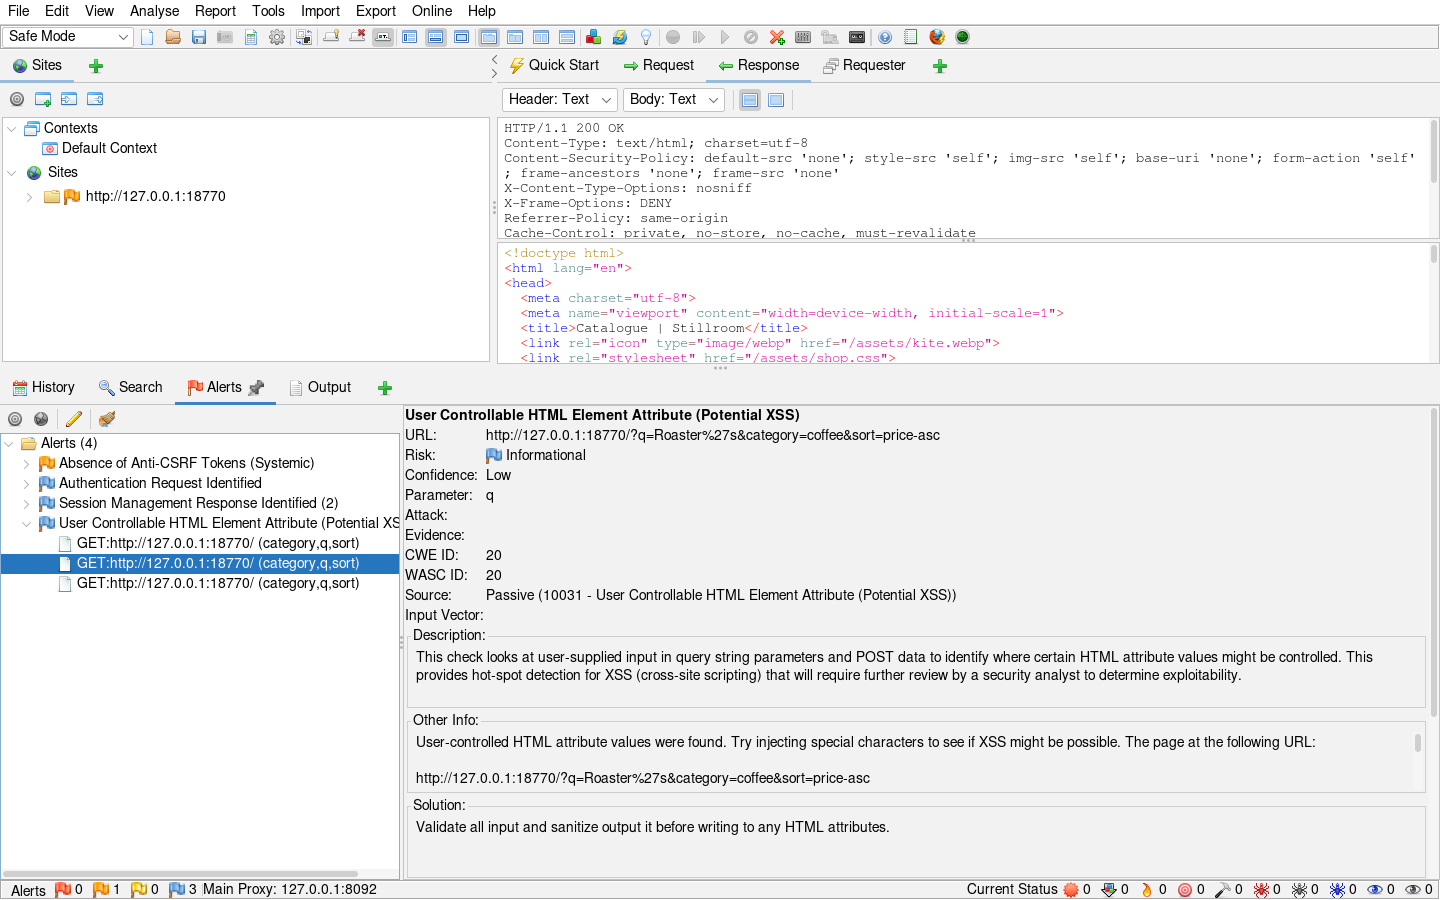 File Edit View Analyse Report Tools Import Export Online Help
Safe Mode
Sites
Quick Start Request Response Requester
Header: Text Body: Text
Contexts
Default Context
Sites
http://127.0.0.1:18770
HTTP/1.1 200 OK
Content-Type: text/html; charset=utf-8
Content-Security-Policy: default-src 'none'; style-src 'self'; img-src 'self'; base-uri 'none'; form-action 'self'
; frame-ancestors 'none'; frame-src 'none'
X-Content-Type-Options: nosniff
X-Frame-Options: DENY
Referrer-Policy: same-origin
Cache-Control: private, no-store, no-cache, must-revalidate
<!doctype html>
<html lang="en">
<head>
<meta charset="utf-8">
<meta name="viewport" content="width=device-width, initial-scale=1">
<title>Catalogue | Stillroom</title>
<link rel="icon" type="image/webp" href="/assets/kite.webp">
<link rel="stylesheet" href="/assets/shop.css">
History Search Alerts Output
Alerts (4)
Absence of Anti-CSRF Tokens (Systemic)
Authentication Request Identified
Session Management Response Identified (2)
User Controllable HTML Element Attribute (Potential XS
GET:http://127.0.0.1:18770/ (category,q,sort)
GET:http://127.0.0.1:18770/ (category,q,sort)
GET:http://127.0.0.1:18770/ (category,q,sort)
User Controllable HTML Element Attribute (Potential XSS)
URL: http://127.0.0.1:18770/?q=Roaster%27s&category=coffee&sort=price-asc
Risk: Informational
Confidence: Low
Parameter: q
Attack:
Evidence:
CWE ID: 20
WASC ID: 20
Source: Passive (10031 - User Controllable HTML Element Attribute (Potential XSS))
Input Vector:
Description:
This check looks at user-supplied input in query string parameters and POST data to identify where certain HTML attribute values might be controlled. This
provides hot-spot detection for XSS (cross-site scripting) that will require further review by a security analyst to determine exploitability.
Other Info:
User-controlled HTML attribute values were found. Try injecting special characters to see if XSS might be possible. The page at the following URL:
http://127.0.0.1:18770/?q=Roaster%27s&category=coffee&sort=price-asc
Solution:
Validate all input and sanitize output it before writing to any HTML attributes.
Alerts 0 1 0 3 Main Proxy: 127.0.0.1:8092 Current Status 0 0 0 0 0 0 0 0 0 0